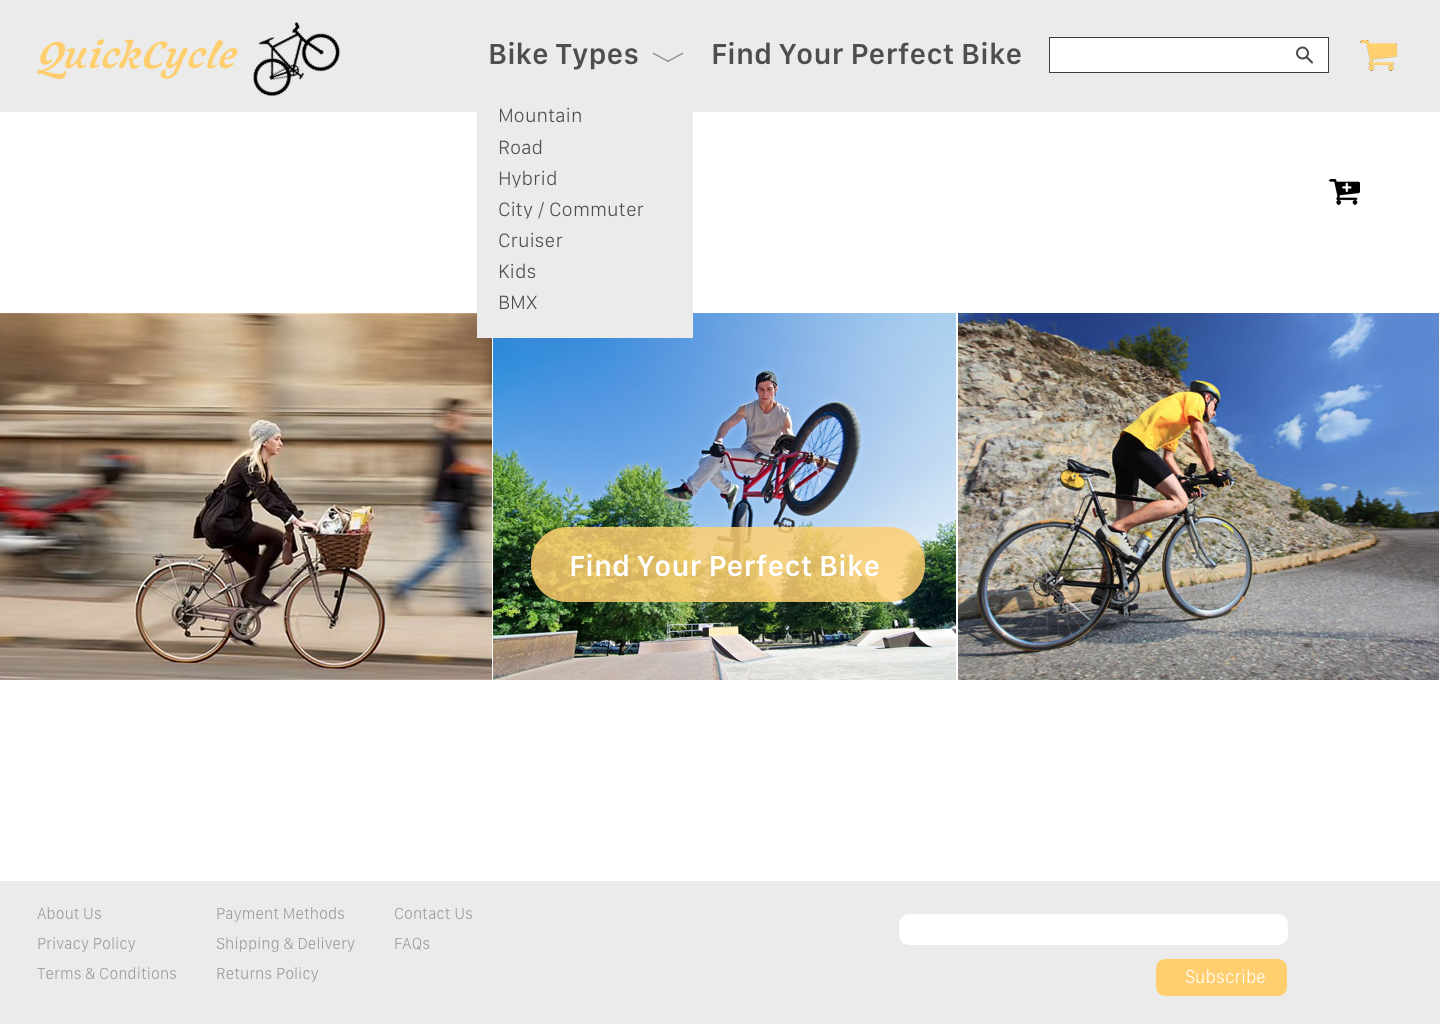 QuickCycle
Bike Types
Find Your Perfect Bike
Mountain
Road
Hybrid
City / Commuter
Cruiser
Kids
BMX
Find Your Perfect Bike
About Us
Payment Methods
Contact Us
Privacy Policy
Shipping & Delivery
FAQs
Terms & Conditions
Returns Policy
Subscribe